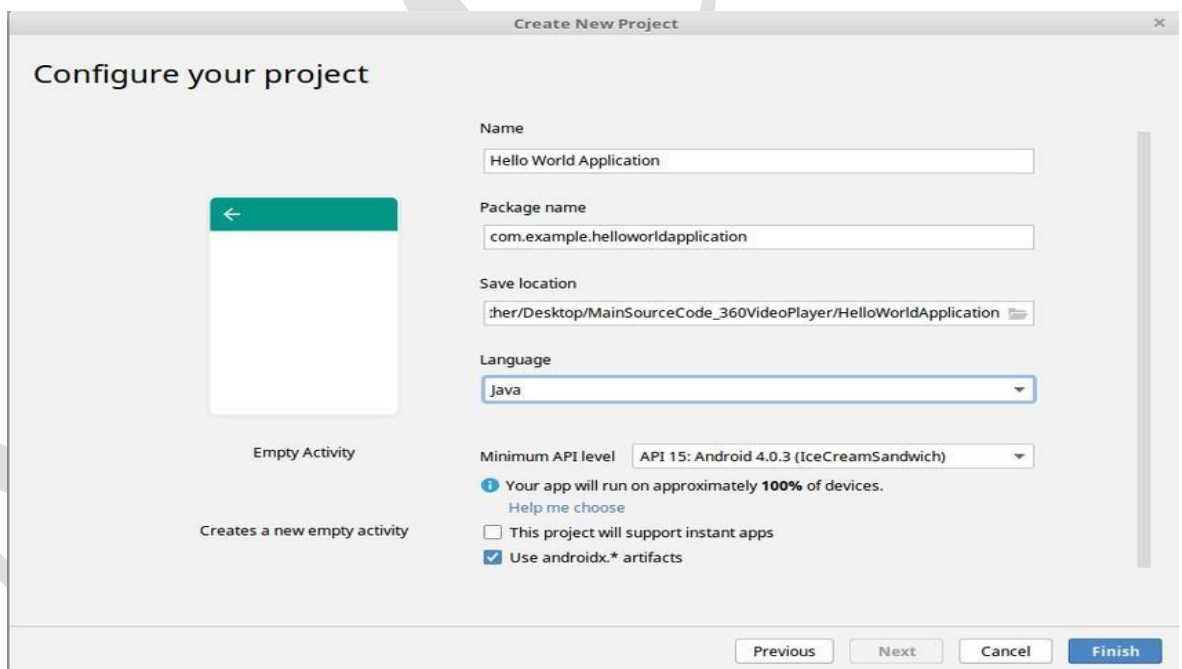 Create New Project
Configure your project
Name
Hello World Application
Package name
com.example.helloworldapplication
Save location
:her/Desktop/MainSourceCode_360VideoPlayer/HelloWorldApplication
Language
Java
Empty Activity
Minimum API level API 15: Android 4.0.3 (IceCreamSandwich)
Your app will run on approximately 100% of devices.
Help me choose
Creates a new empty activity
This project will support instant apps
Use androidx.* artifacts
Previous Next Cancel Finish